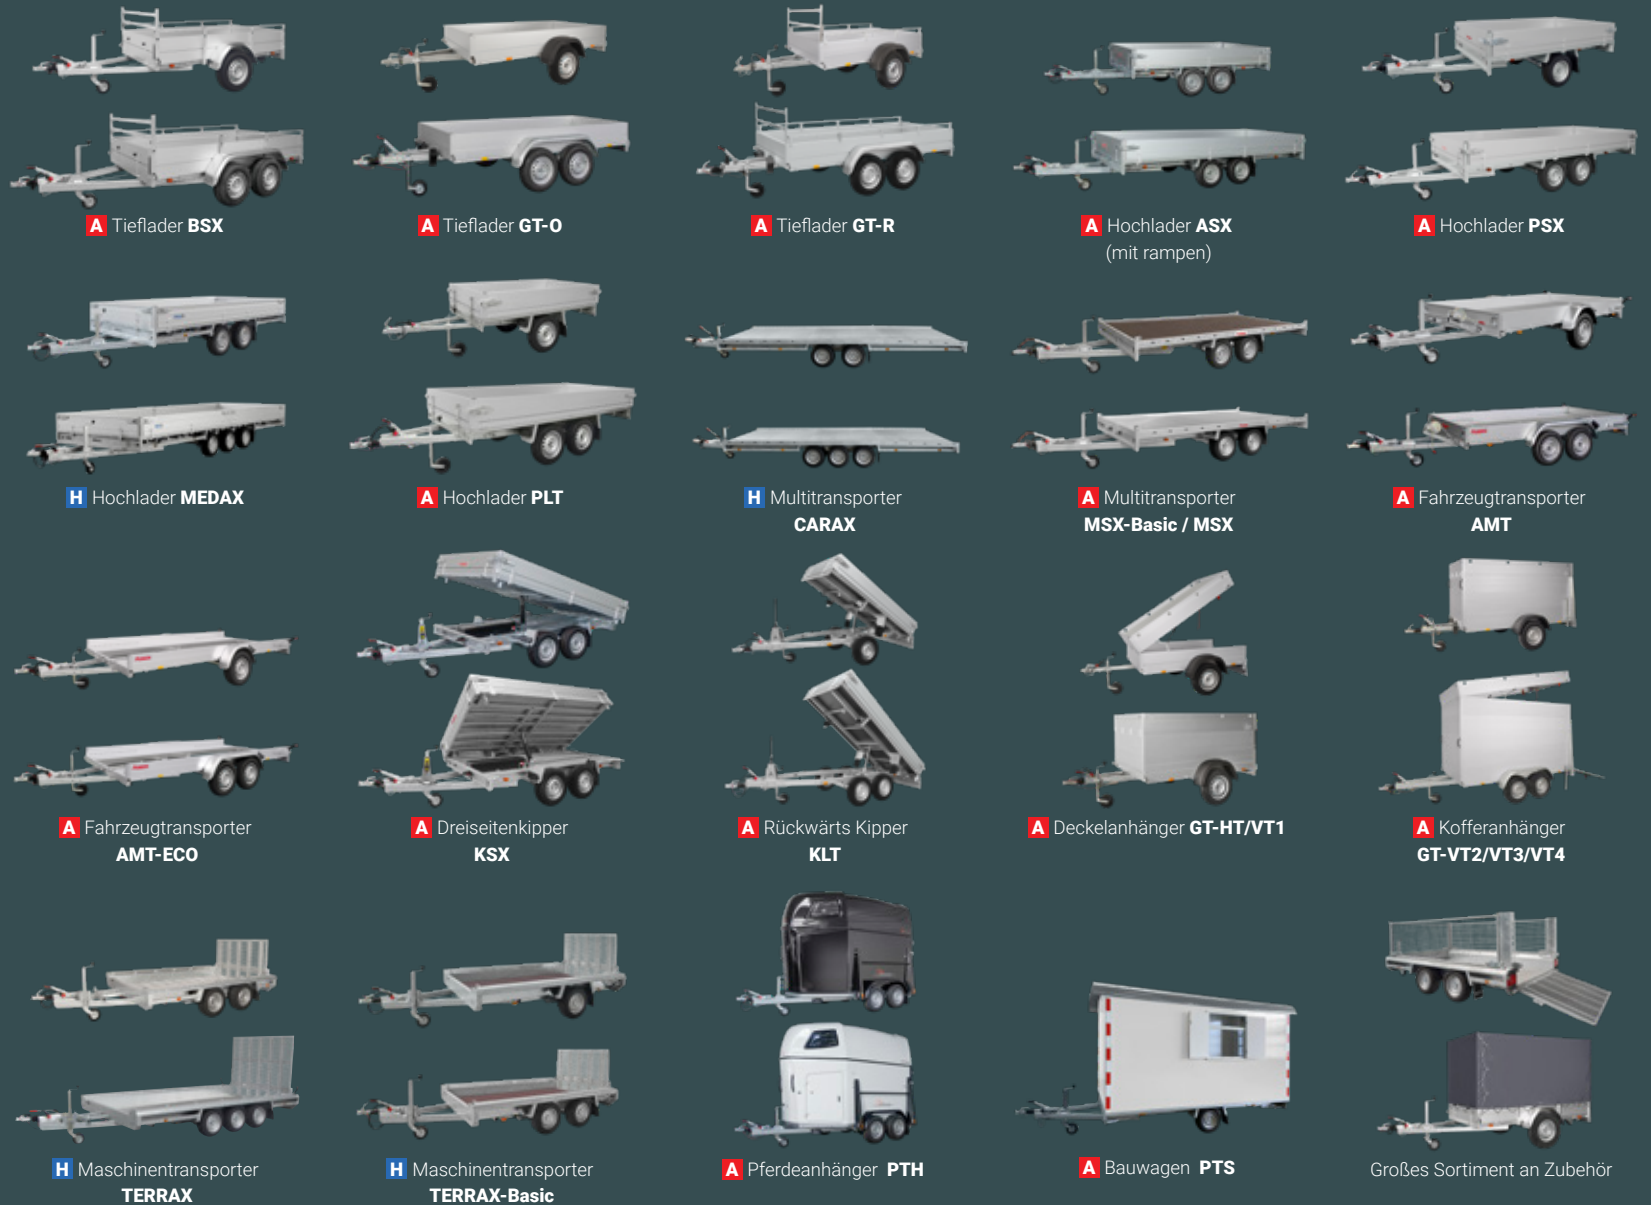 A Tieflader BSX
A Tieflader GT-O
A Tieflader GT-R
A Hochlader ASX
(mit rampen)
A Hochlader PSX
H Hochlader MEDAX
A Hochlader PLT
H Multitransporter
CARAX
A Multitransporter
MSX-Basic / MSX
A Fahrzeugtransporter
AMT
A Fahrzeugtransporter
AMT-ECO
A Dreiseitenkipper
KSX
A Rückwärts Kipper
KLT
A Deckelanhänger GT-HT/VT1
A Kofferanhänger
GT-VT2/VT3/VT4
H Maschinentransporter
TERRAX
H Maschinentransporter
TERRAX-Basic
A Pferdeanhänger PTH
A Bauwagen PTS
Großes Sortiment an Zubehör